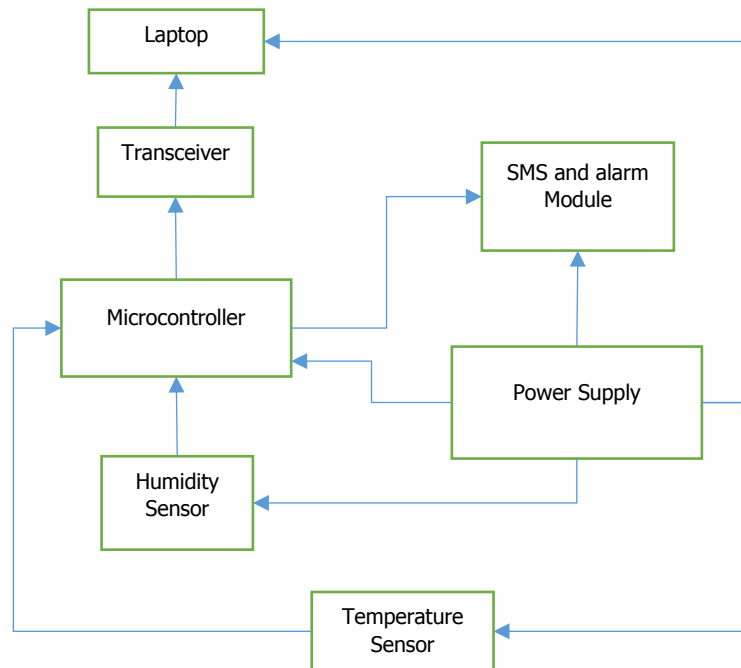 Laptop
Transceiver
SMS and alarm
Module
Microcontroller
Power Supply
Humidity
Sensor
Temperature
Sensor